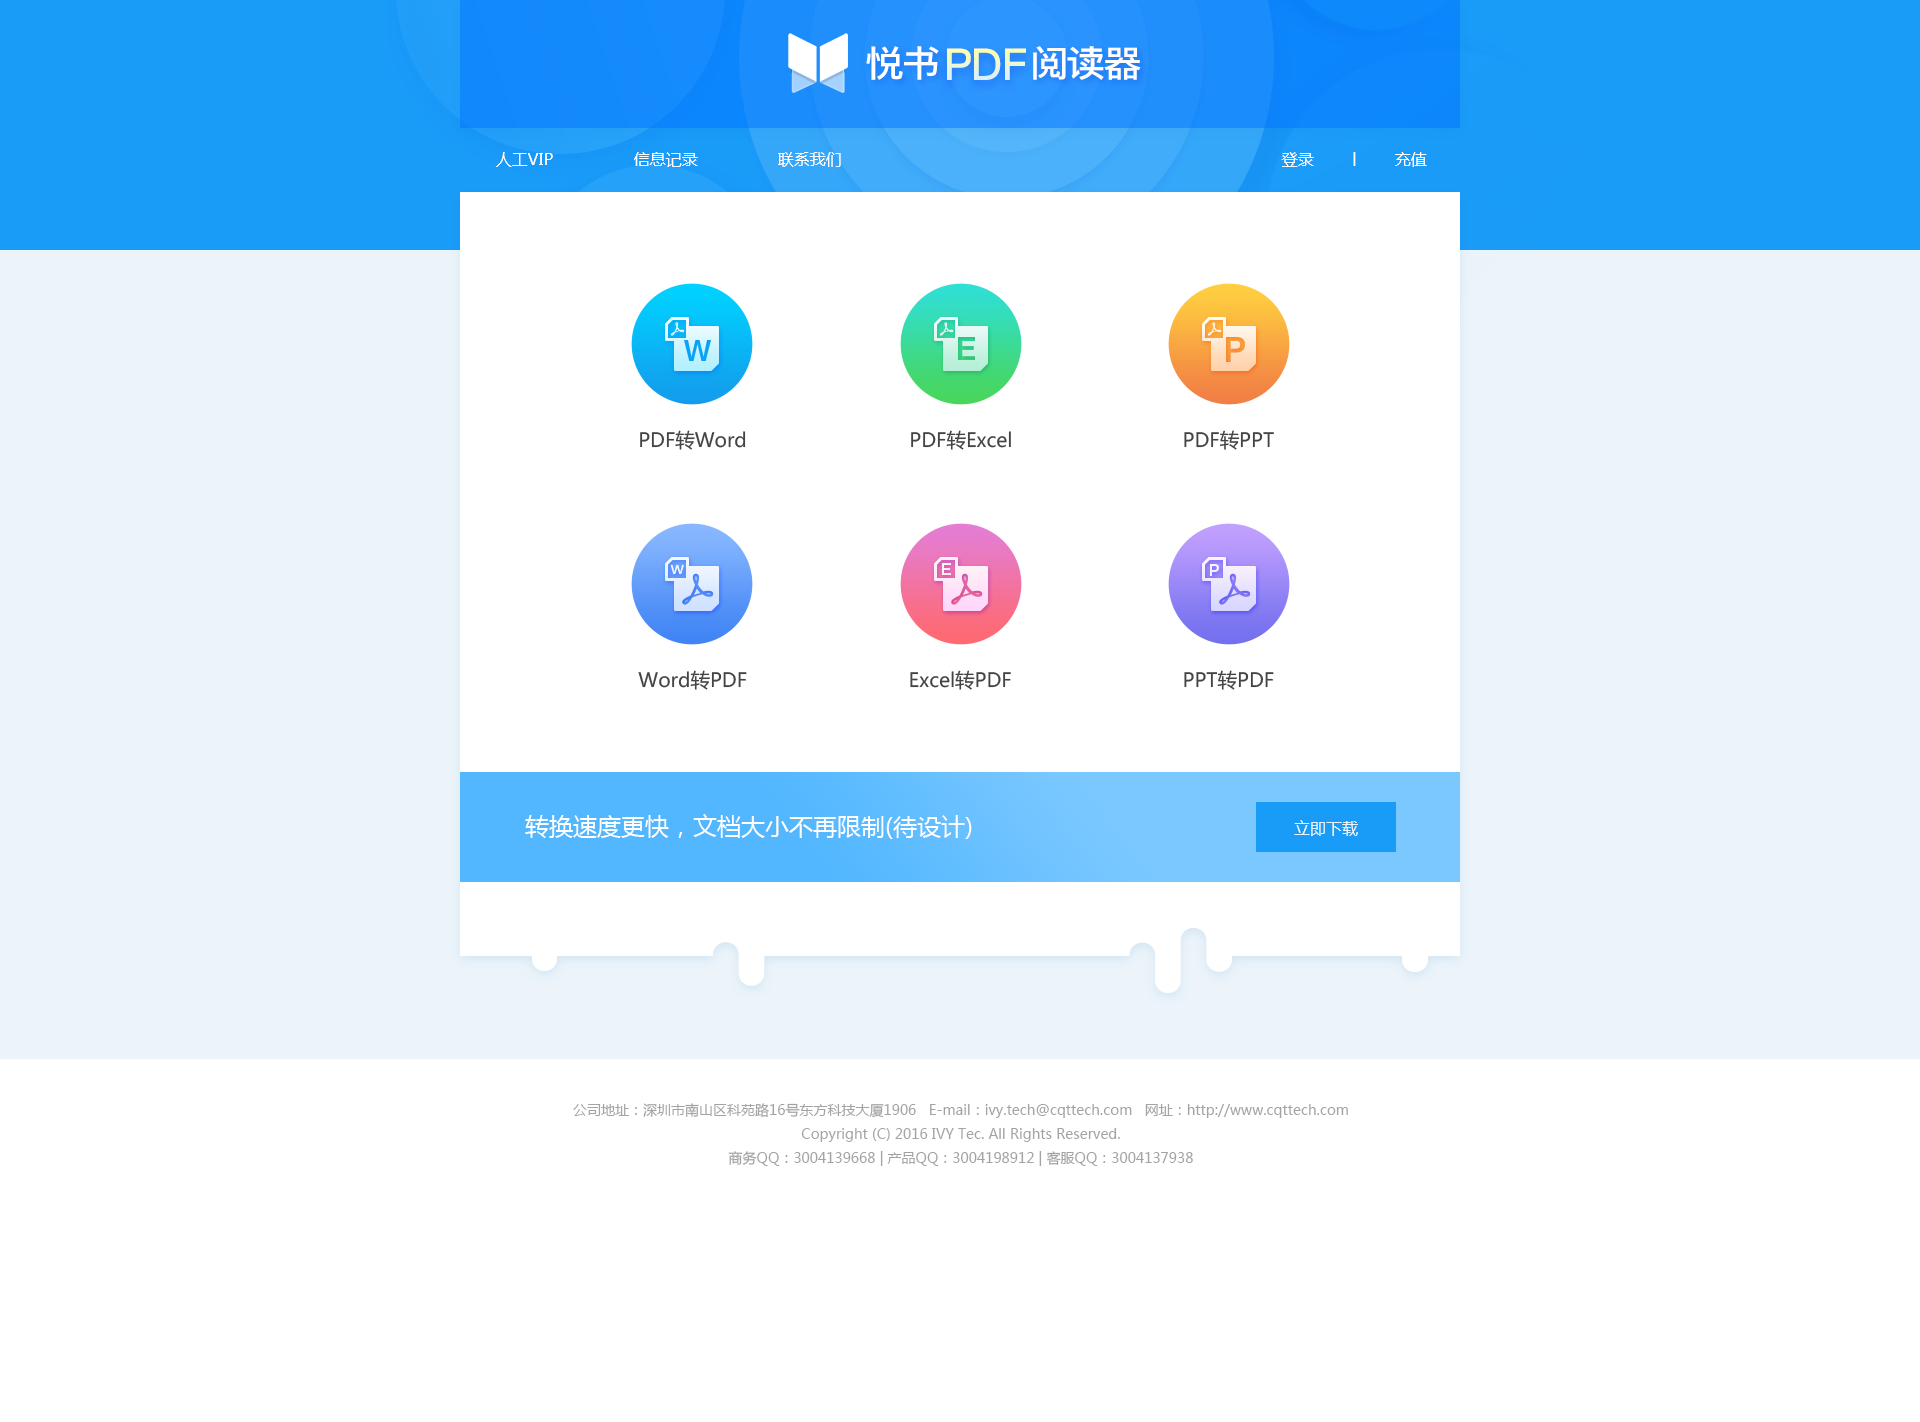 悦书PDF阅读器
人工VIP 信息记录 联系我们 登录 | 充值
W E P
PDF转Word PDF转Excel PDF转PPT
W E P
Word转PDF Excel转PDF PPT转PDF
转换速度更快，文档大小不再限制(待设计) 立即下载
公司地址：深圳市南山区科苑路16号东方科技大厦1906 E-mail：ivy.tech@cqttech.com 网址：http://www.cqttech.com
Copyright (C) 2016 IVY Tec. All Rights Reserved.
商务QQ：3004139668 | 产品QQ：3004198912 | 客服QQ：3004137938